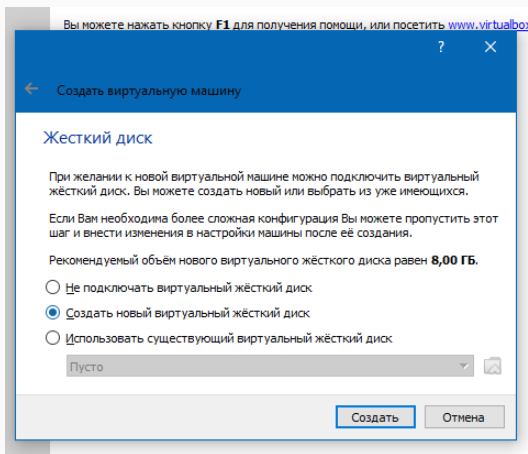 Вы можете нажать кнопку F1 для получения помощи, или посетить www.virtualbox
?
Создать виртуальную машину
Жесткий диск
При желании к новой виртуальной машине можно подключить виртуальный
жёсткий диск. Вы можете создать новый или выбрать из уже имеющихся.
Если Вам необходима более сложная конфигурация Вы можете пропустить этот
шаг и внести изменения в настройки машины после её создания.
Рекомендуемый объём нового виртуального жёсткого диска равен 8,00 ГБ.
Не подключать виртуальный жёсткий диск
Создать новый виртуальный жёсткий диск
Использовать существующий виртуальный жёсткий диск
Пусто
Создать Отмена